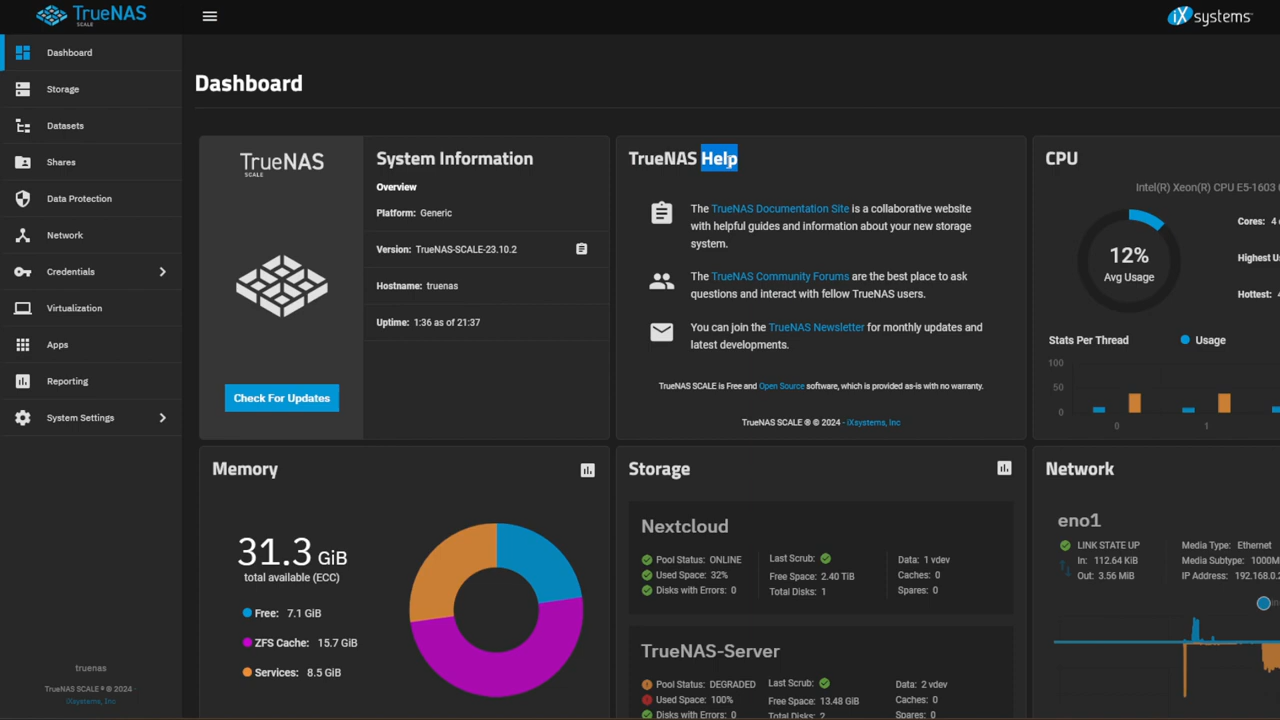 TrueNAS
SCALE
iXsystems
Dashboard
Storage
Datasets
Shares
Data Protection
Network
Credentials
Virtualization
Apps
Reporting
System Settings
truenas
TrueNAS SCALE ® © 2024 -
iXsystems, Inc
Dashboard
TrueNAS
SCALE
Check For Updates
System Information
Overview
Platform: Generic
Version: TrueNAS-SCALE-23.10.2
Hostname: truenas
Uptime: 1:36 as of 21:37
TrueNAS Help
The TrueNAS Documentation Site is a collaborative website
with helpful guides and information about your new storage
system.
The TrueNAS Community Forums are the best place to ask
questions and interact with fellow TrueNAS users.
You can join the TrueNAS Newsletter for monthly updates and
latest developments.
TrueNAS SCALE is Free and Open Source software, which is provided as-is with no warranty.
TrueNAS SCALE ® © 2024 - iXsystems, Inc
CPU
Intel(R) Xeon(R) CPU E5-1603
12%
Avg Usage
Cores: 4
Highest Us
Hottest:
Stats Per Thread
Usage
100
50
0
0
1
Memory
31.3 GiB
total available (ECC)
Free: 7.1 GiB
ZFS Cache: 15.7 GiB
Services: 8.5 GiB
Storage
Nextcloud
Pool Status: ONLINE
Used Space: 32%
Disks with Errors: 0
Last Scrub:
Free Space: 2.40 TiB
Total Disks: 1
Data: 1 vdev
Caches: 0
Spares: 0
TrueNAS-Server
Pool Status: DEGRADED
Used Space: 100%
Disks with Errors: 0
Last Scrub:
Free Space: 13.48 GiB
Total Disks: 2
Data: 2 vdev
Caches: 0
Spares: 0
Network
eno1
LINK STATE UP
In: 112.64 KiB
Out: 3.56 MiB
Media Type: Ethernet
Media Subtype: 1000M
IP Address: 192.168.0.